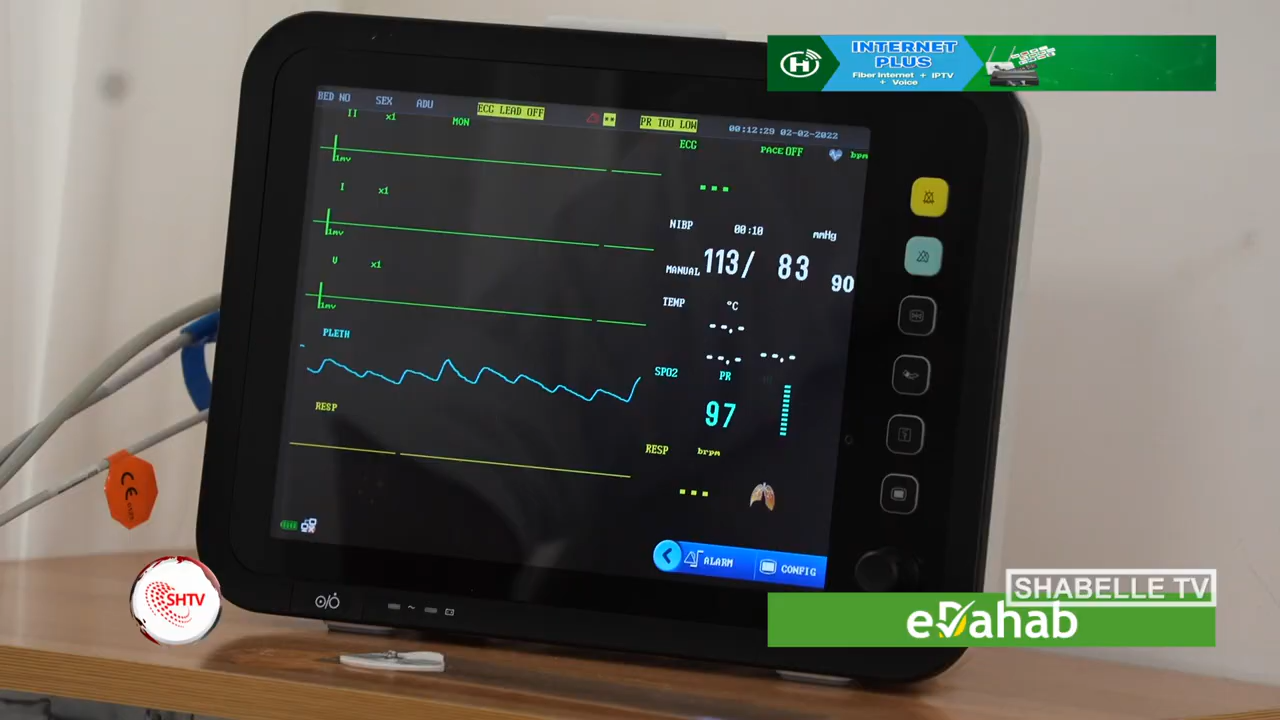 INTERNET
PLUS
Fiber Internet + IPTV
+ Voice
BED NO SEX ADU ECG LEAD OFF ** PR TOO LOW 00:12:29 02-02-2022
II x1 MON
ECG PACE OFF bpm
1mv
---
I x1
1mv
NIBP 00:10 mmHg
MANUAL 113/ 83 90
V x1
1mv
TEMP °C
--.-
--.- --.-
PLETH
SPO2 PR
97
RESP
RESP brpm
---
ALARM CONFIG
CE
SHTV
SHABELLE TV
eDahab